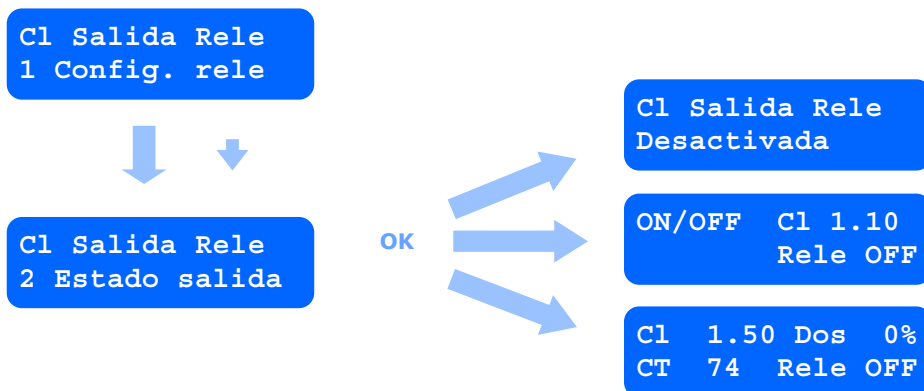 Cl Salida Rele
1 Config. rele
Cl Salida Rele
2 Estado salida
OK
Cl Salida Rele
Desactivada
ON/OFF Cl 1.10
Rele OFF
Cl 1.50 Dos 0%
CT 74 Rele OFF